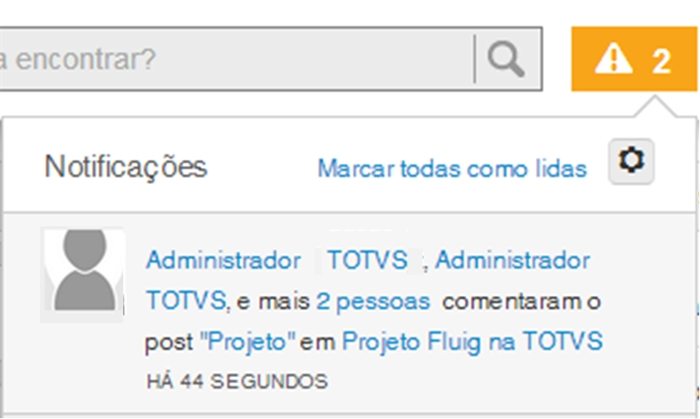 a encontrar?
2
Notificações
Marcar todas como lidas
Administrador TOTVS, Administrador
TOTVS, e mais 2 pessoas comentaram o
post "Projeto" em Projeto Fluig na TOTVS
HÁ 44 SEGUNDOS